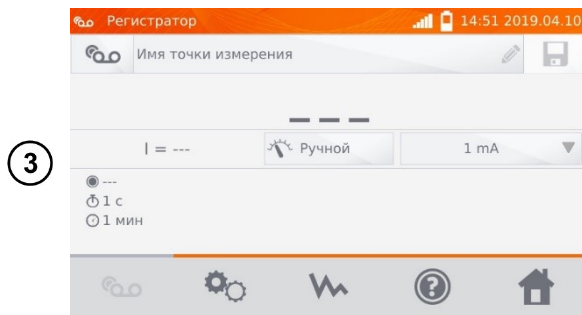 Регистратор
14:51 2019.04.10
Имя точки измерения
3
I = ---
Ручной
1 mA
---
1 с
1 мин